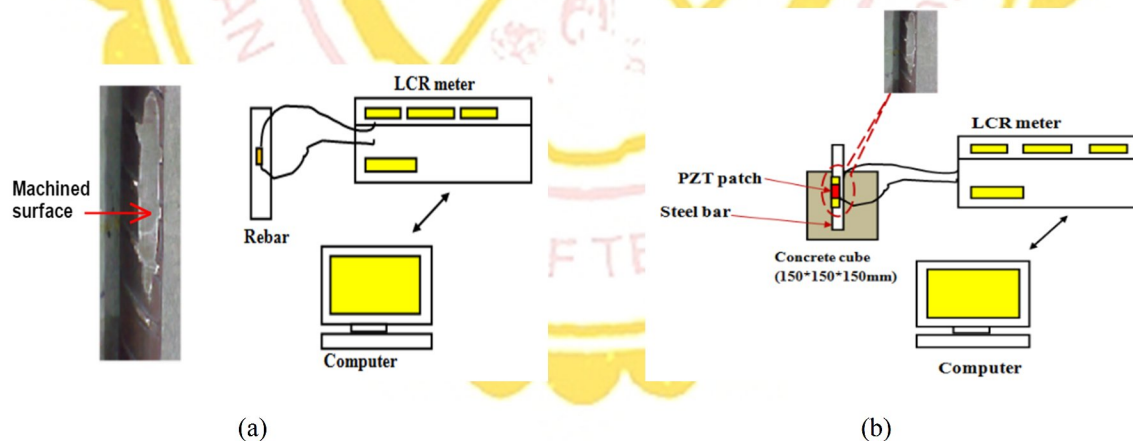 LCR meter
Machined
surface
Rebar
Computer
(a)
LCR meter
PZT patch
Steel bar
Concrete cube
(150*150*150mm)
Computer
(b)